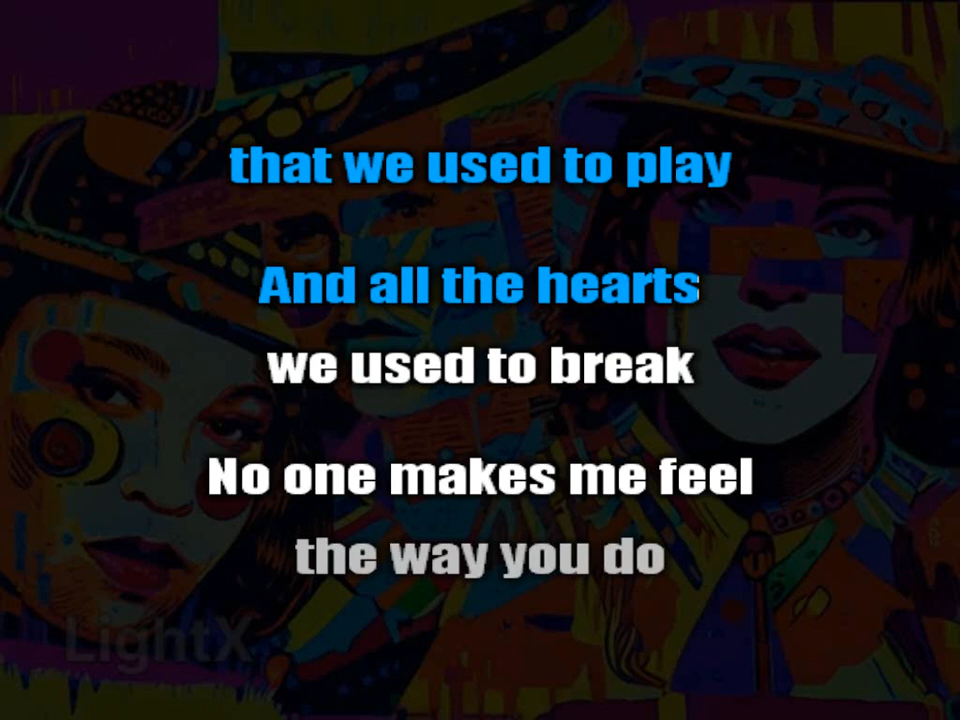 that we used to play
And all the hearts
we used to break
No one makes me feel
the way you do
LightX